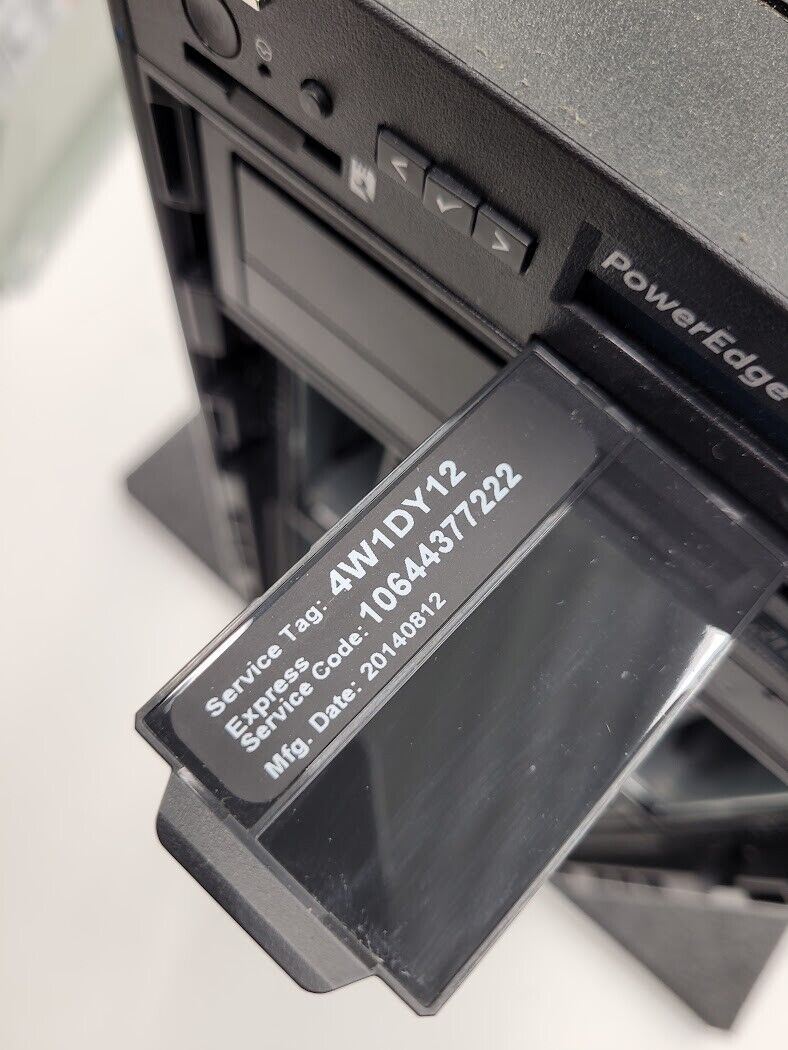 PowerEdge
Service Tag: 4W1DY12
Express
Service Code: 10644377222
Mfg. Date: 20140812